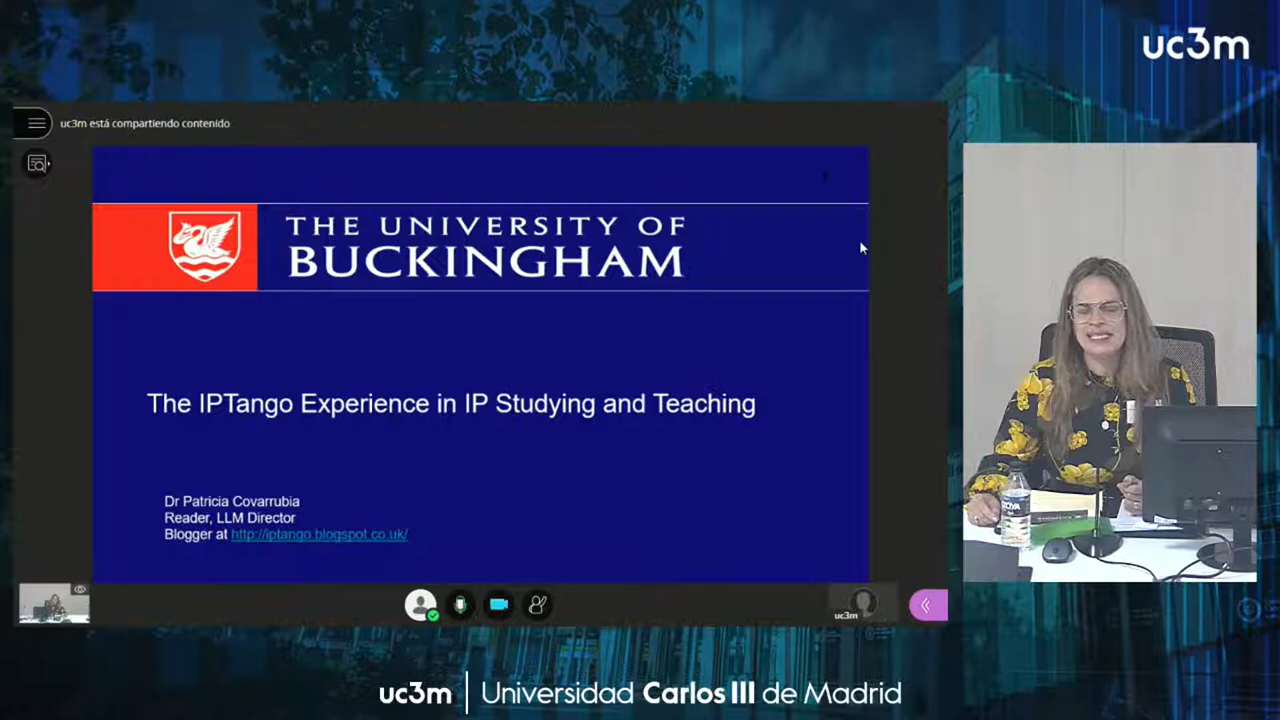 uc3m
uc3m está compartiendo contenido
THE UNIVERSITY OF
BUCKINGHAM
The IPTango Experience in IP Studying and Teaching
Dr Patricia Covarrubia
Reader, LLM Director
Blogger at http://iptango.blogspot.co.uk/
uc3m
uc3m | Universidad Carlos III de Madrid